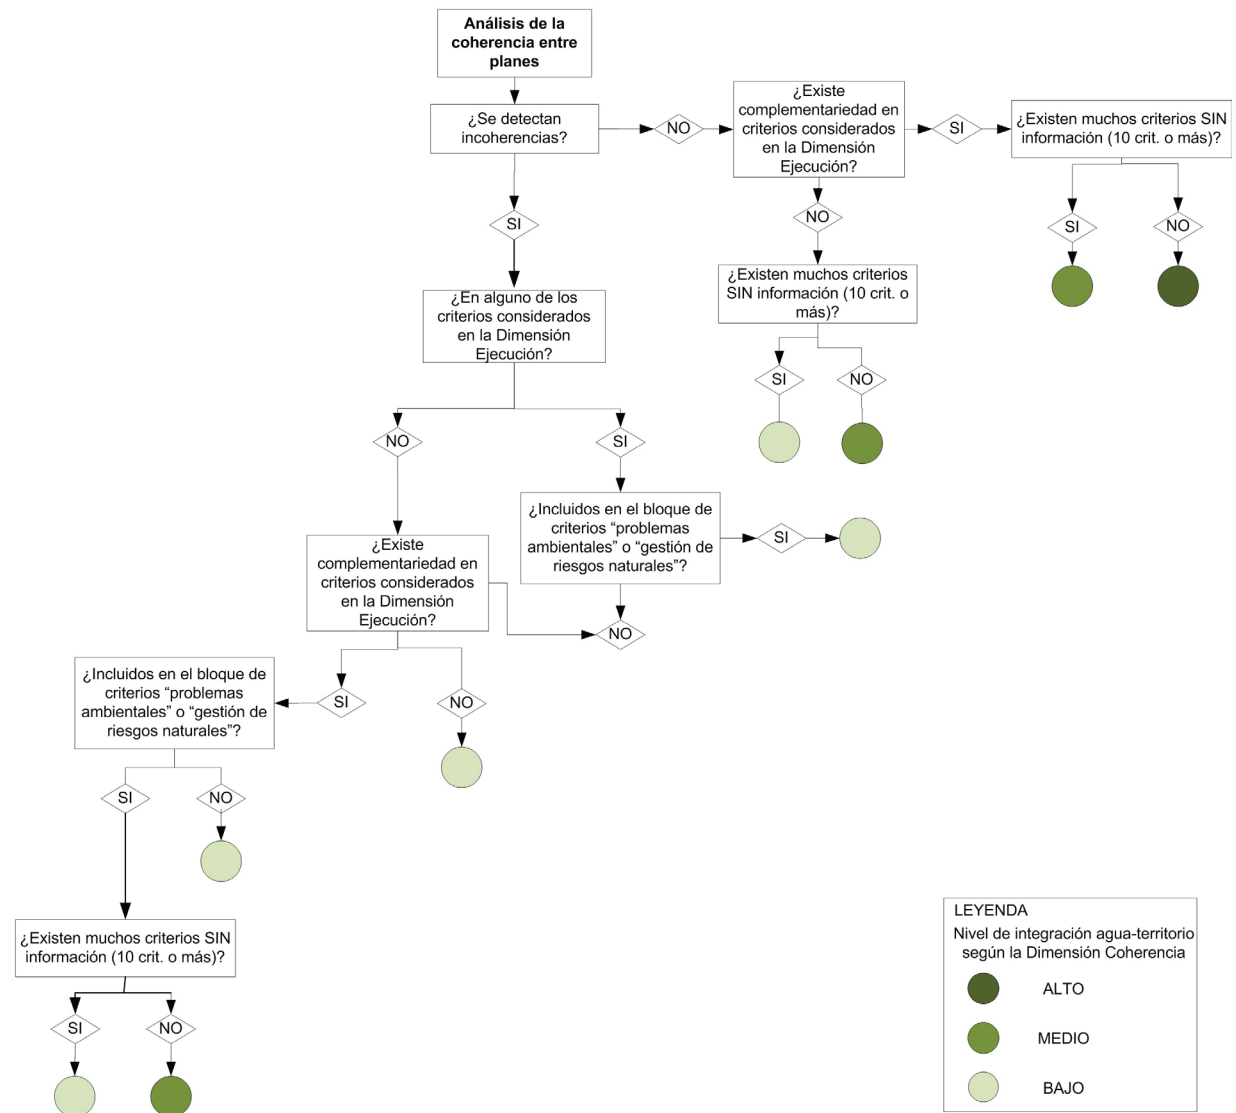 Análisis de la
coherencia entre
planes
¿Se detectan
incoherencias?
NO
¿Existe
complementariedad en
criterios considerados
en la Dimensión
Ejecución?
SI
¿Existen muchos criterios SIN
información (10 crit. o más)?
SI
NO
NO
¿Existen muchos criterios
SIN información (10 crit. o
más)?
SI
NO
SI
¿En alguno de los
criterios considerados
en la Dimensión
Ejecución?
NO
SI
¿Incluidos en el bloque de
criterios “problemas
ambientales” o “gestión de
riesgos naturales”?
SI
NO
¿Existe
complementariedad en
criterios considerados
en la Dimensión
Ejecución?
SI
NO
¿Incluidos en el bloque de
criterios “problemas
ambientales” o “gestión de
riesgos naturales”?
SI
NO
¿Existen muchos criterios SIN
información (10 crit. o más)?
SI
NO
LEYENDA
Nivel de integración agua-territorio
según la Dimensión Coherencia
ALTO
MEDIO
BAJO